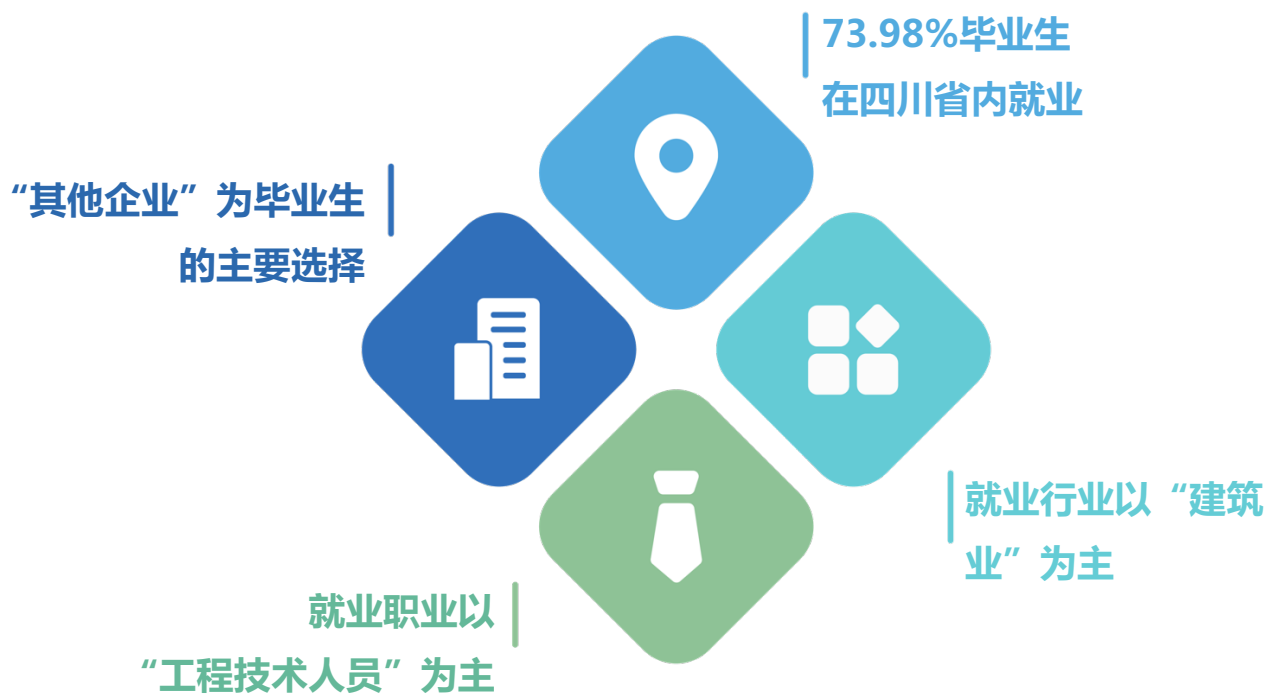 73.98%毕业生
在四川省内就业
“其他企业”为毕业生
的主要选择
就业行业以“建筑
业”为主
就业职业以
“工程技术人员”为主